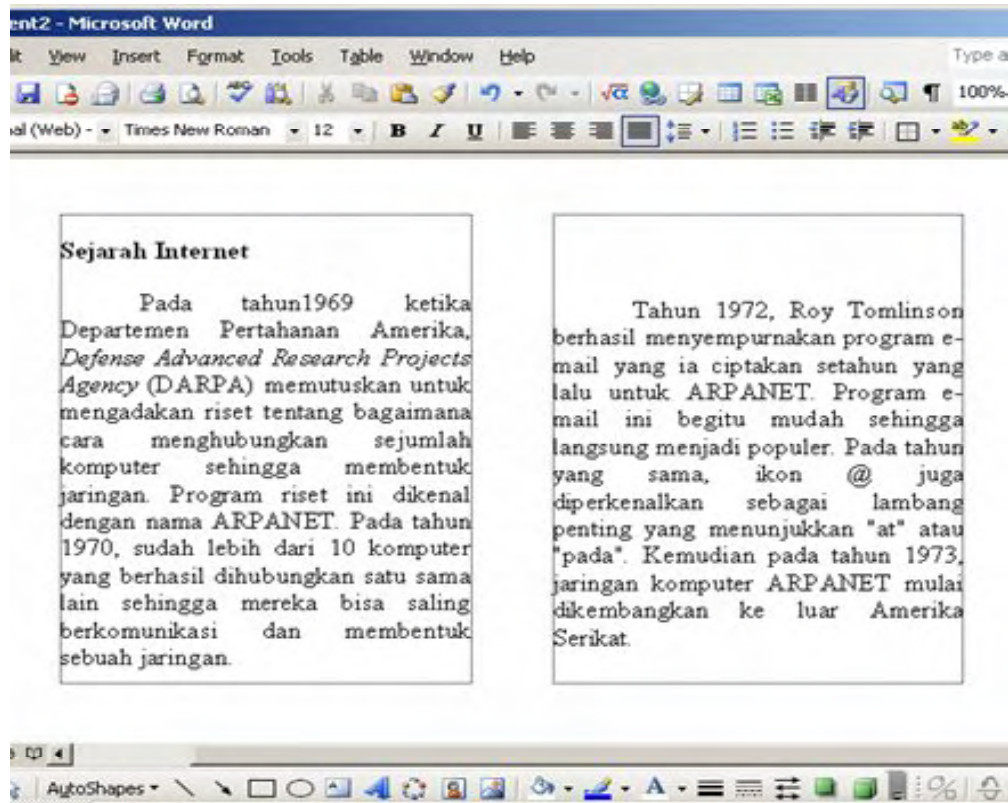 ent2 - Microsoft Word
it View Insert Format Tools Table Window Help Type a
100%
al (Web) - Times New Roman 12 B I U
Sejarah Internet
Pada tahun1969 ketika
Departemen Pertahanan Amerika,
Defense Advanced Research Projects
Agency (DARPA) memutuskan untuk
mengadakan riset tentang bagaimana
cara menghubungkan sejumlah
komputer sehingga membentuk
jaringan. Program riset ini dikenal
dengan nama ARPANET. Pada tahun
1970, sudah lebih dari 10 komputer
yang berhasil dihubungkan satu sama
lain sehingga mereka bisa saling
berkomunikasi dan membentuk
sebuah jaringan.
Tahun 1972, Roy Tomlinson
berhasil menyempurnakan program e-
mail yang ia ciptakan setahun yang
lalu untuk ARPANET. Program e-
mail ini begitu mudah sehingga
langsung menjadi populer. Pada tahun
yang sama, ikon @ juga
diperkenalkan sebagai lambang
penting yang menunjukkan "at" atau
"pada". Kemudian pada tahun 1973,
jaringan komputer ARPANET mulai
dikembangkan ke luar Amerika
Serikat.
AutoShapes